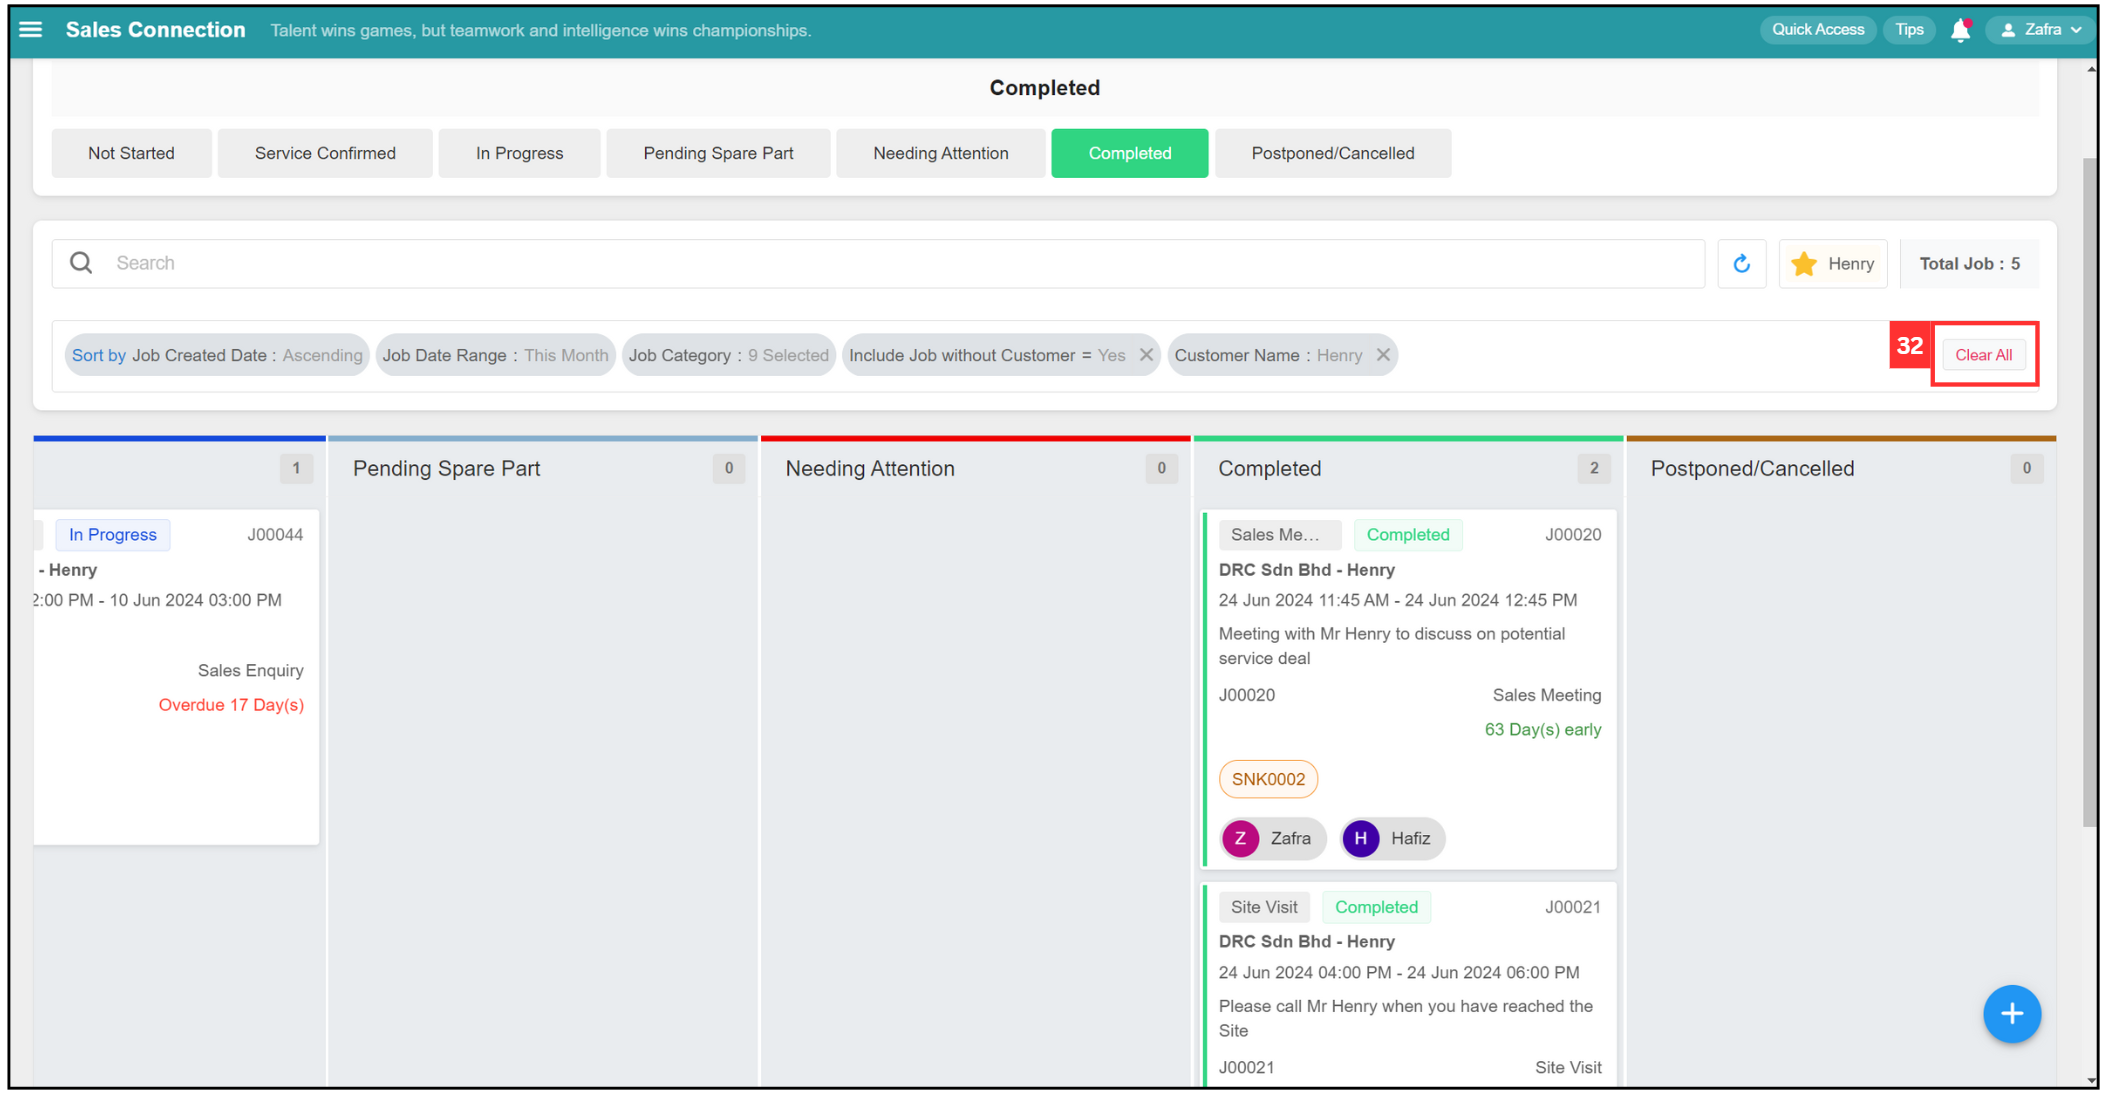 Sales Connection Talent wins games, but teamwork and intelligence wins championships. Quick Access Tips Zafra
Completed
Not Started Service Confirmed In Progress Pending Spare Part Needing Attention Completed Postponed/Cancelled
Search Henry Total Job : 5
Sort by Job Created Date : Ascending Job Date Range : This Month Job Category : 9 Selected Include Job without Customer = Yes Customer Name : Henry 32 Clear All
1 Pending Spare Part 0 Needing Attention 0 Completed 2 Postponed/Cancelled 0
In Progress J00044
- Henry
2:00 PM - 10 Jun 2024 03:00 PM
Sales Enquiry
Overdue 17 Day(s)
Sales Me... Completed J00020
DRC Sdn Bhd - Henry
24 Jun 2024 11:45 AM - 24 Jun 2024 12:45 PM
Meeting with Mr Henry to discuss on potential
service deal
J00020 Sales Meeting
63 Day(s) early
SNK0002
Z Zafra H Hafiz
Site Visit Completed J00021
DRC Sdn Bhd - Henry
24 Jun 2024 04:00 PM - 24 Jun 2024 06:00 PM
Please call Mr Henry when you have reached the
Site
J00021 Site Visit